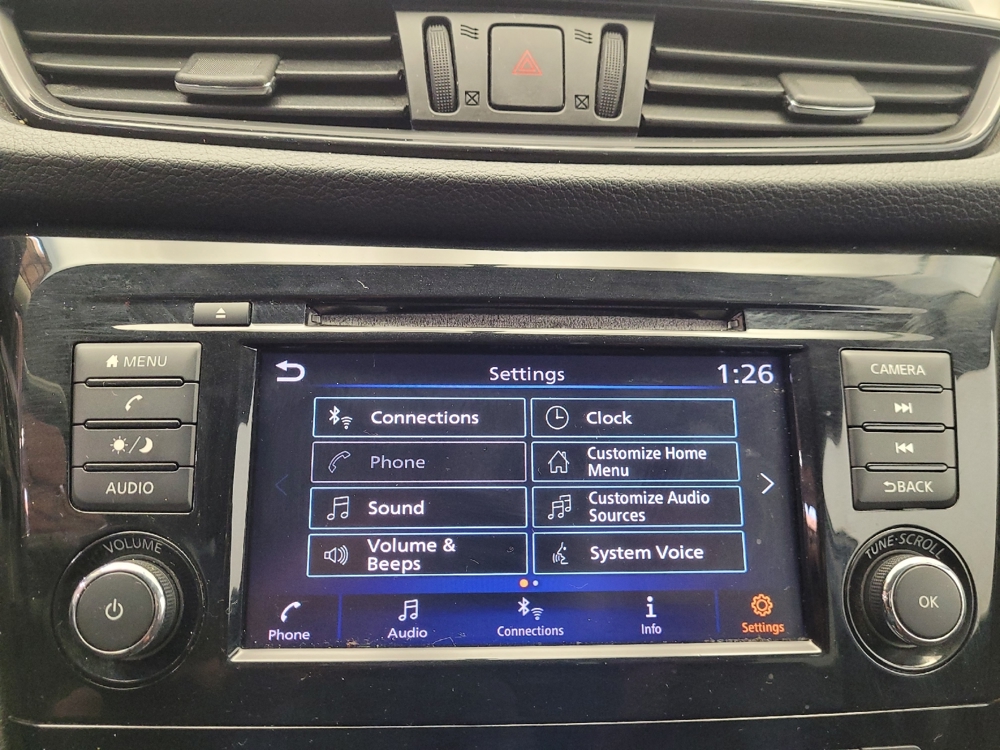 MENU
AUDIO
VOLUME
Settings
1:26
Connections
Clock
Phone
Customize Home
Menu
Sound
Customize Audio
Sources
Volume &
Beeps
System Voice
Phone
Audio
Connections
Info
Settings
CAMERA
BACK
TUNE·SCROLL
OK